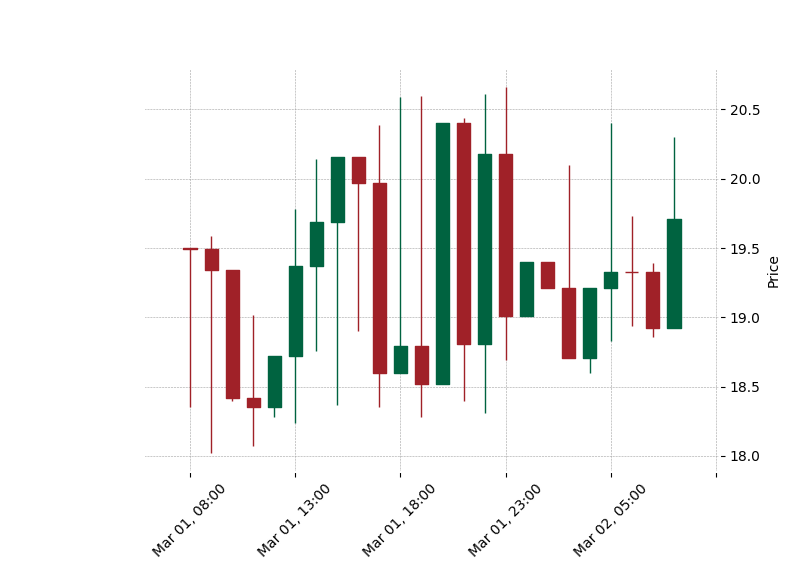 20.5
20.0
19.5
19.0
18.5
18.0
Price
Mar 01, 08:00
Mar 01, 13:00
Mar 01, 18:00
Mar 01, 23:00
Mar 02, 05:00